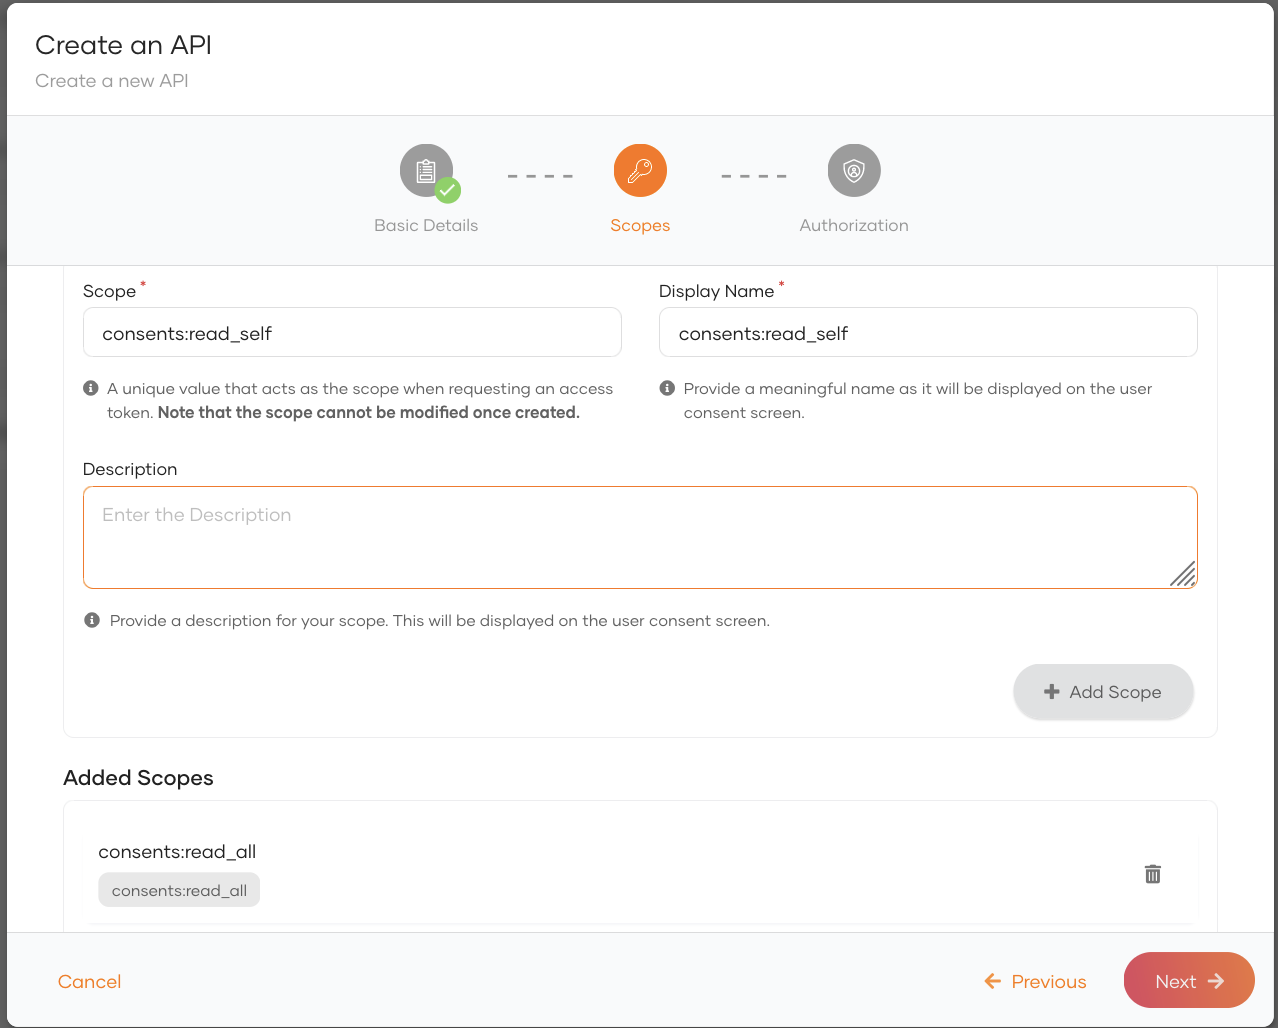 Create an API
Create a new API
Basic Details
Scopes
Authorization
Scope *
Display Name *
consents:read_self
consents:read_self
A unique value that acts as the scope when requesting an access
token. Note that the scope cannot be modified once created.
Provide a meaningful name as it will be displayed on the user
consent screen.
Description
Enter the Description
Provide a description for your scope. This will be displayed on the user consent screen.
Add Scope
Added Scopes
consents:read_all
consents:read_all
Cancel
Previous
Next